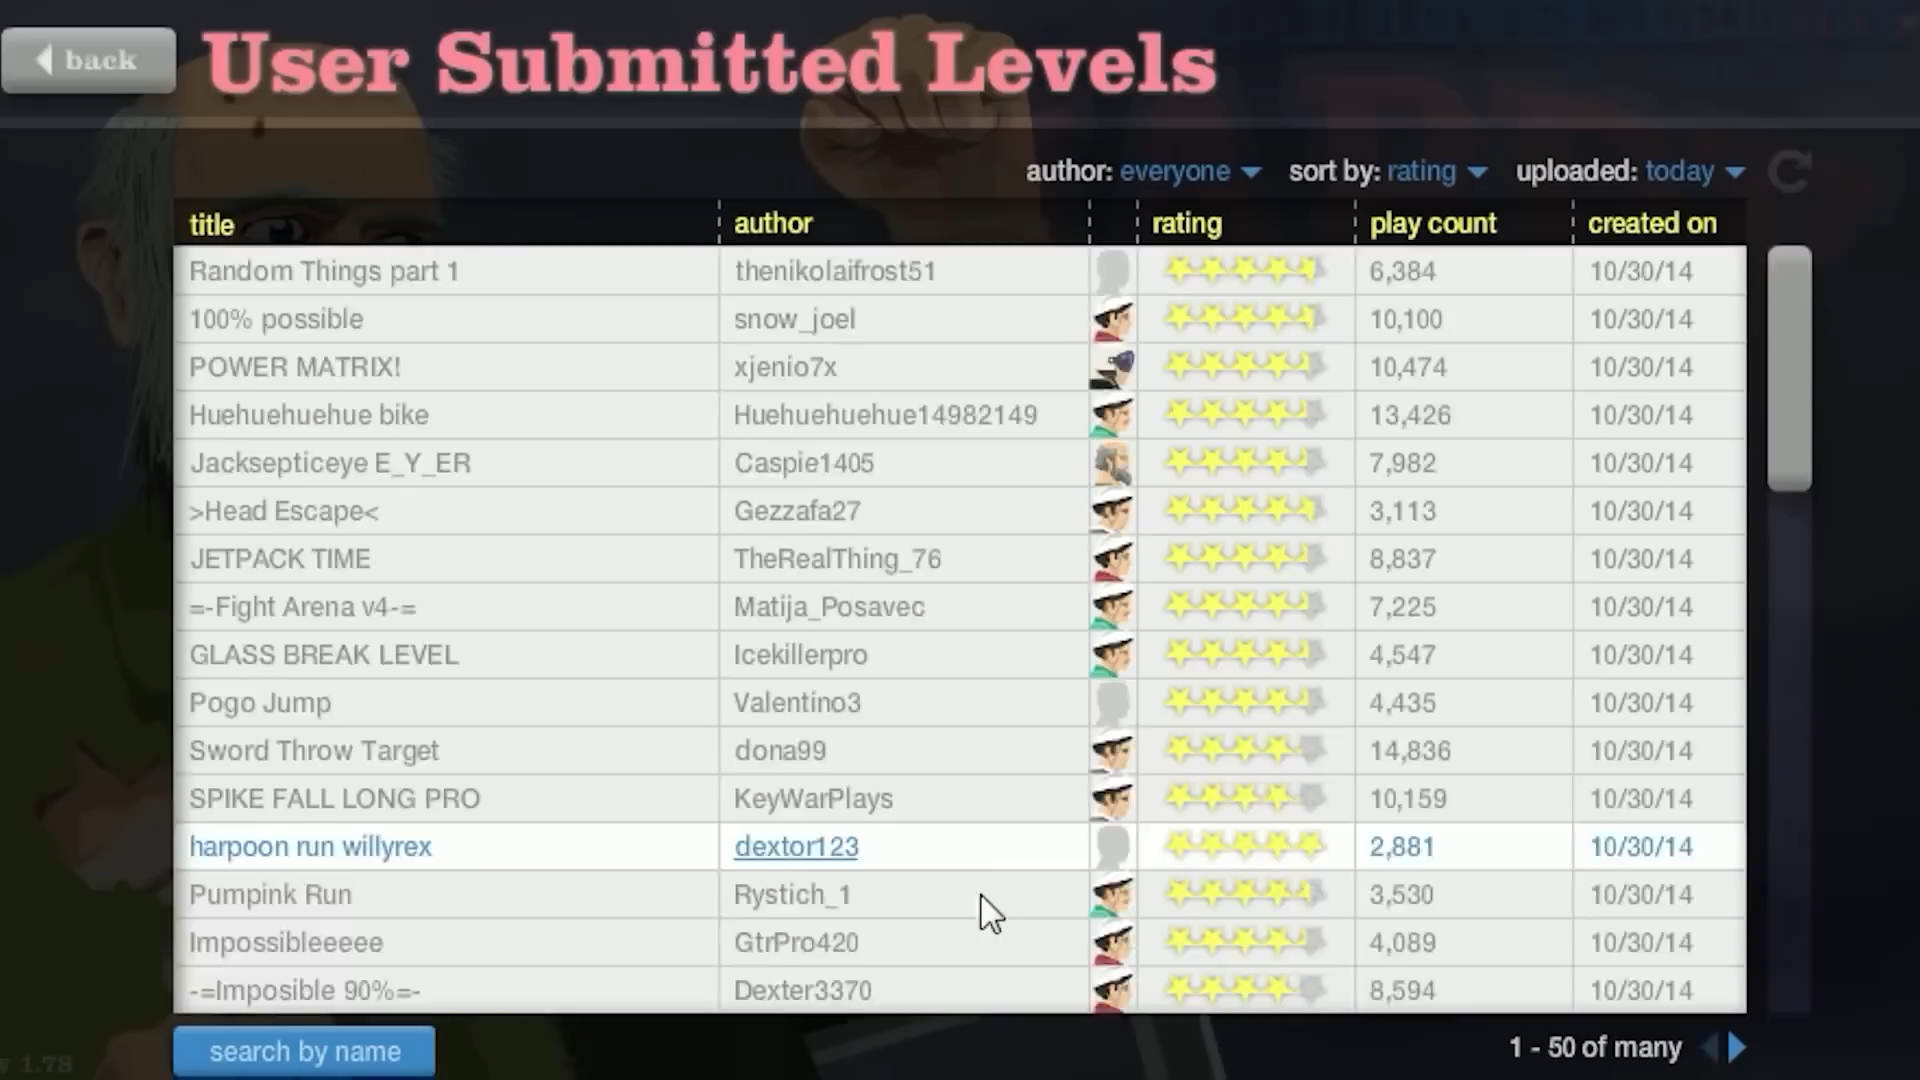 back
User Submitted Levels
author: everyone sort by: rating uploaded: today
title author rating play count created on
Random Things part 1 thenikolaifrost51 6,384 10/30/14
100% possible snow_joel 10,100 10/30/14
POWER MATRIX! xjenio7x 10,474 10/30/14
Huehuehuehue bike Huehuehuehue14982149 13,426 10/30/14
Jacksepticeye E_Y_ER Caspie1405 7,982 10/30/14
>Head Escape< Gezzafa27 3,113 10/30/14
JETPACK TIME TheRealThing_76 8,837 10/30/14
=-Fight Arena v4-= Matija_Posavec 7,225 10/30/14
GLASS BREAK LEVEL Icekillerpro 4,547 10/30/14
Pogo Jump Valentino3 4,435 10/30/14
Sword Throw Target dona99 14,836 10/30/14
SPIKE FALL LONG PRO KeyWarPlays 10,159 10/30/14
harpoon run willyrex dextor123 2,881 10/30/14
Pumpink Run Rystich_1 3,530 10/30/14
Impossibleeeee GtrPro420 4,089 10/30/14
-=Imposible 90%=- Dexter3370 8,594 10/30/14
search by name 1 - 50 of many
v 1.78